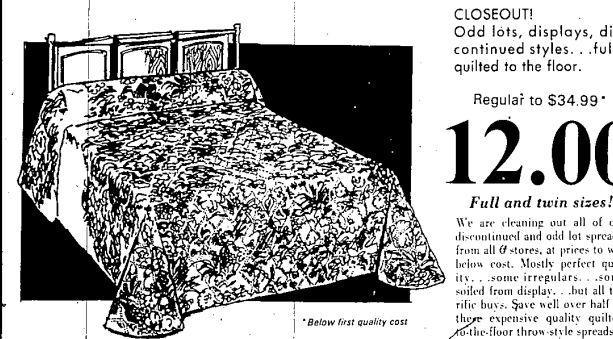 CLOSEOUT!
Odd lots, displays, di
continued styles. . .ful
quilted to the floor.
Regular to $34.99*
12.00
Full and twin sizes!
We are cleaning out all of o
discontinued and odd lot sprea
from all 6 stores, at prices to w
below cost. Mostly perfect qu
ity. . .some irregulars. . .so
soiled from display. . .but all t
rific buys. Save well over half
these expensive quality quilt
to-the-floor throw-style spreads
*Below first quality cost